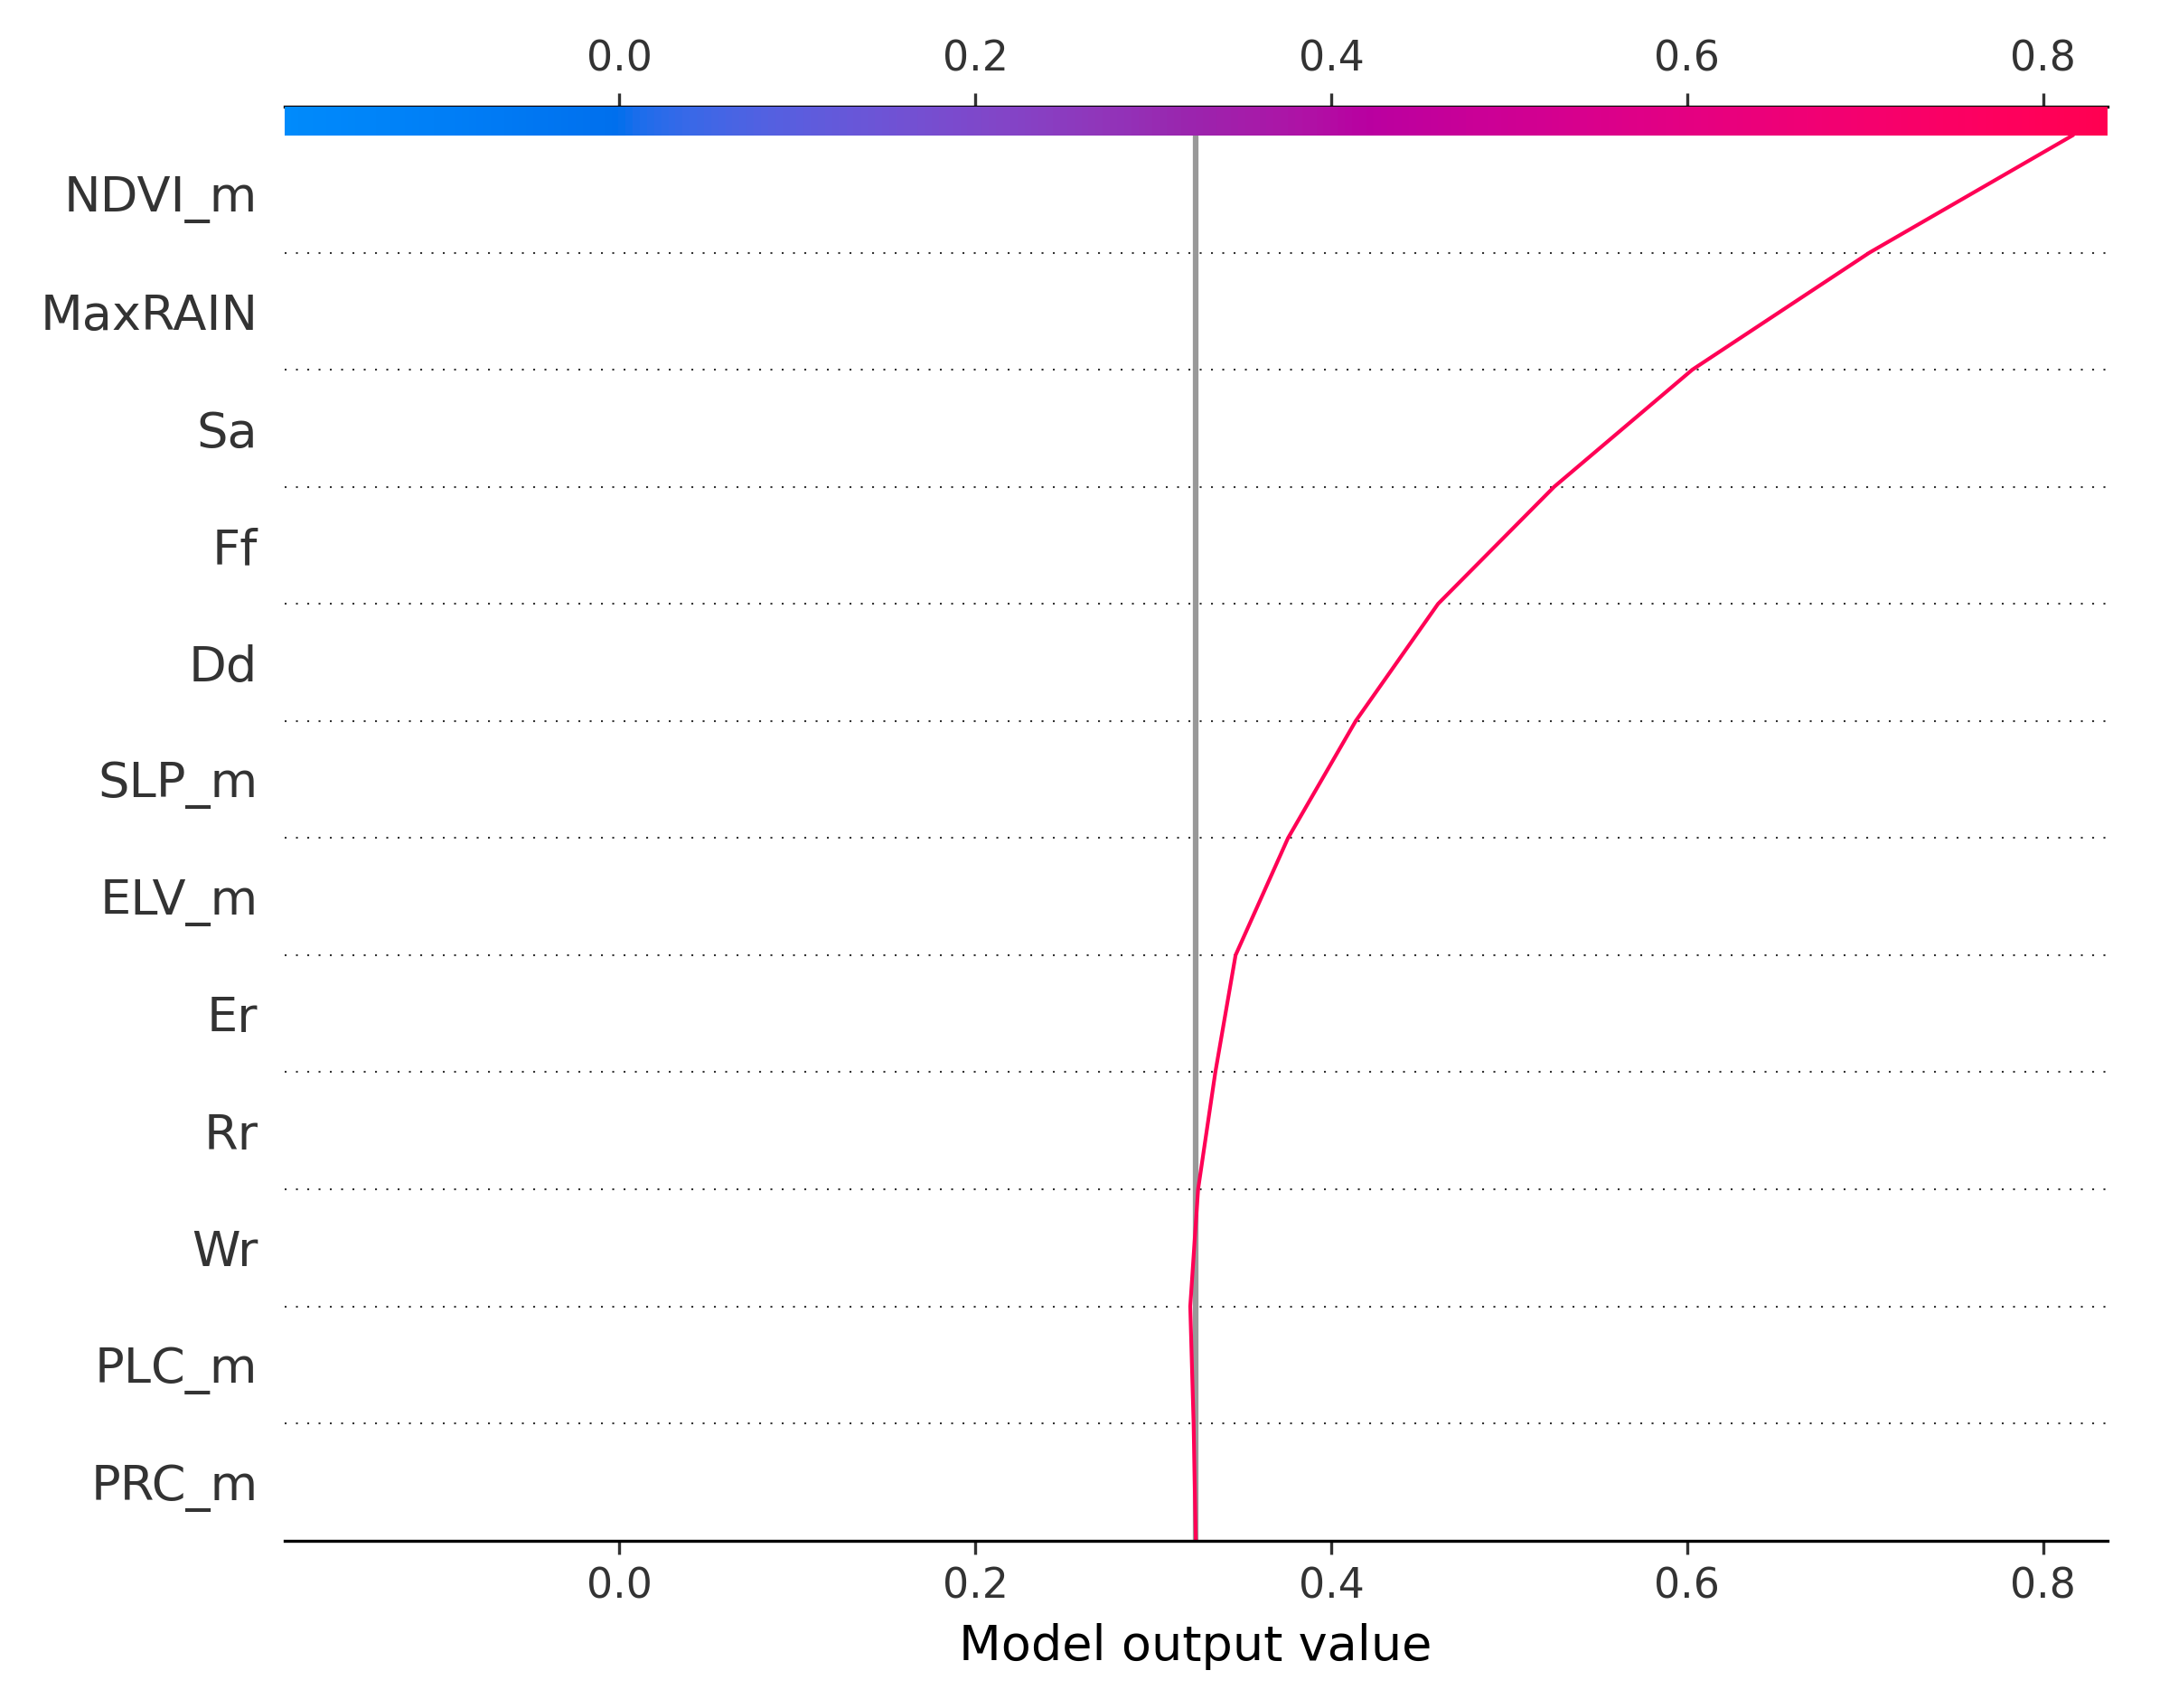 0.0 0.2 0.4 0.6 0.8
NDVI_m
MaxRAIN
Sa
Ff
Dd
SLP_m
ELV_m
Er
Rr
Wr
PLC_m
PRC_m
0.0 0.2 0.4 0.6 0.8
Model output value